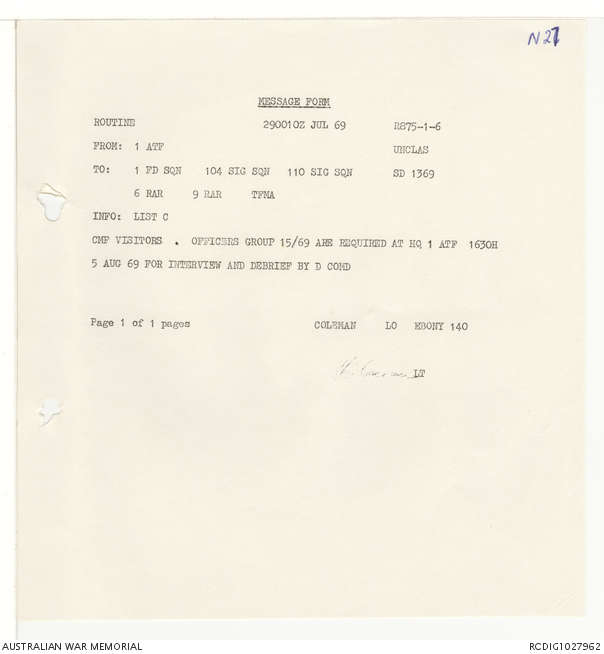 N27
MESSAGE FORM
ROUTINE 290010Z JUL 69 R875-1-6
FROM: 1 ATF UNCLAS
TO: 1 FD SQN 104 SIG SQN 110 SIG SQN SD 1369
6 RAR 9 RAR TFMA
INFO: LIST C
CMF VISITORS . OFFICERS GROUP 15/69 ARE REQUIRED AT HQ 1 ATF 1630H
5 AUG 69 FOR INTERVIEW AND DEBRIEF BY D COMD
Page 1 of 1 pages COLEMAN LO EBONY 140
LT
AUSTRALIAN WAR MEMORIAL RCDIG1027962